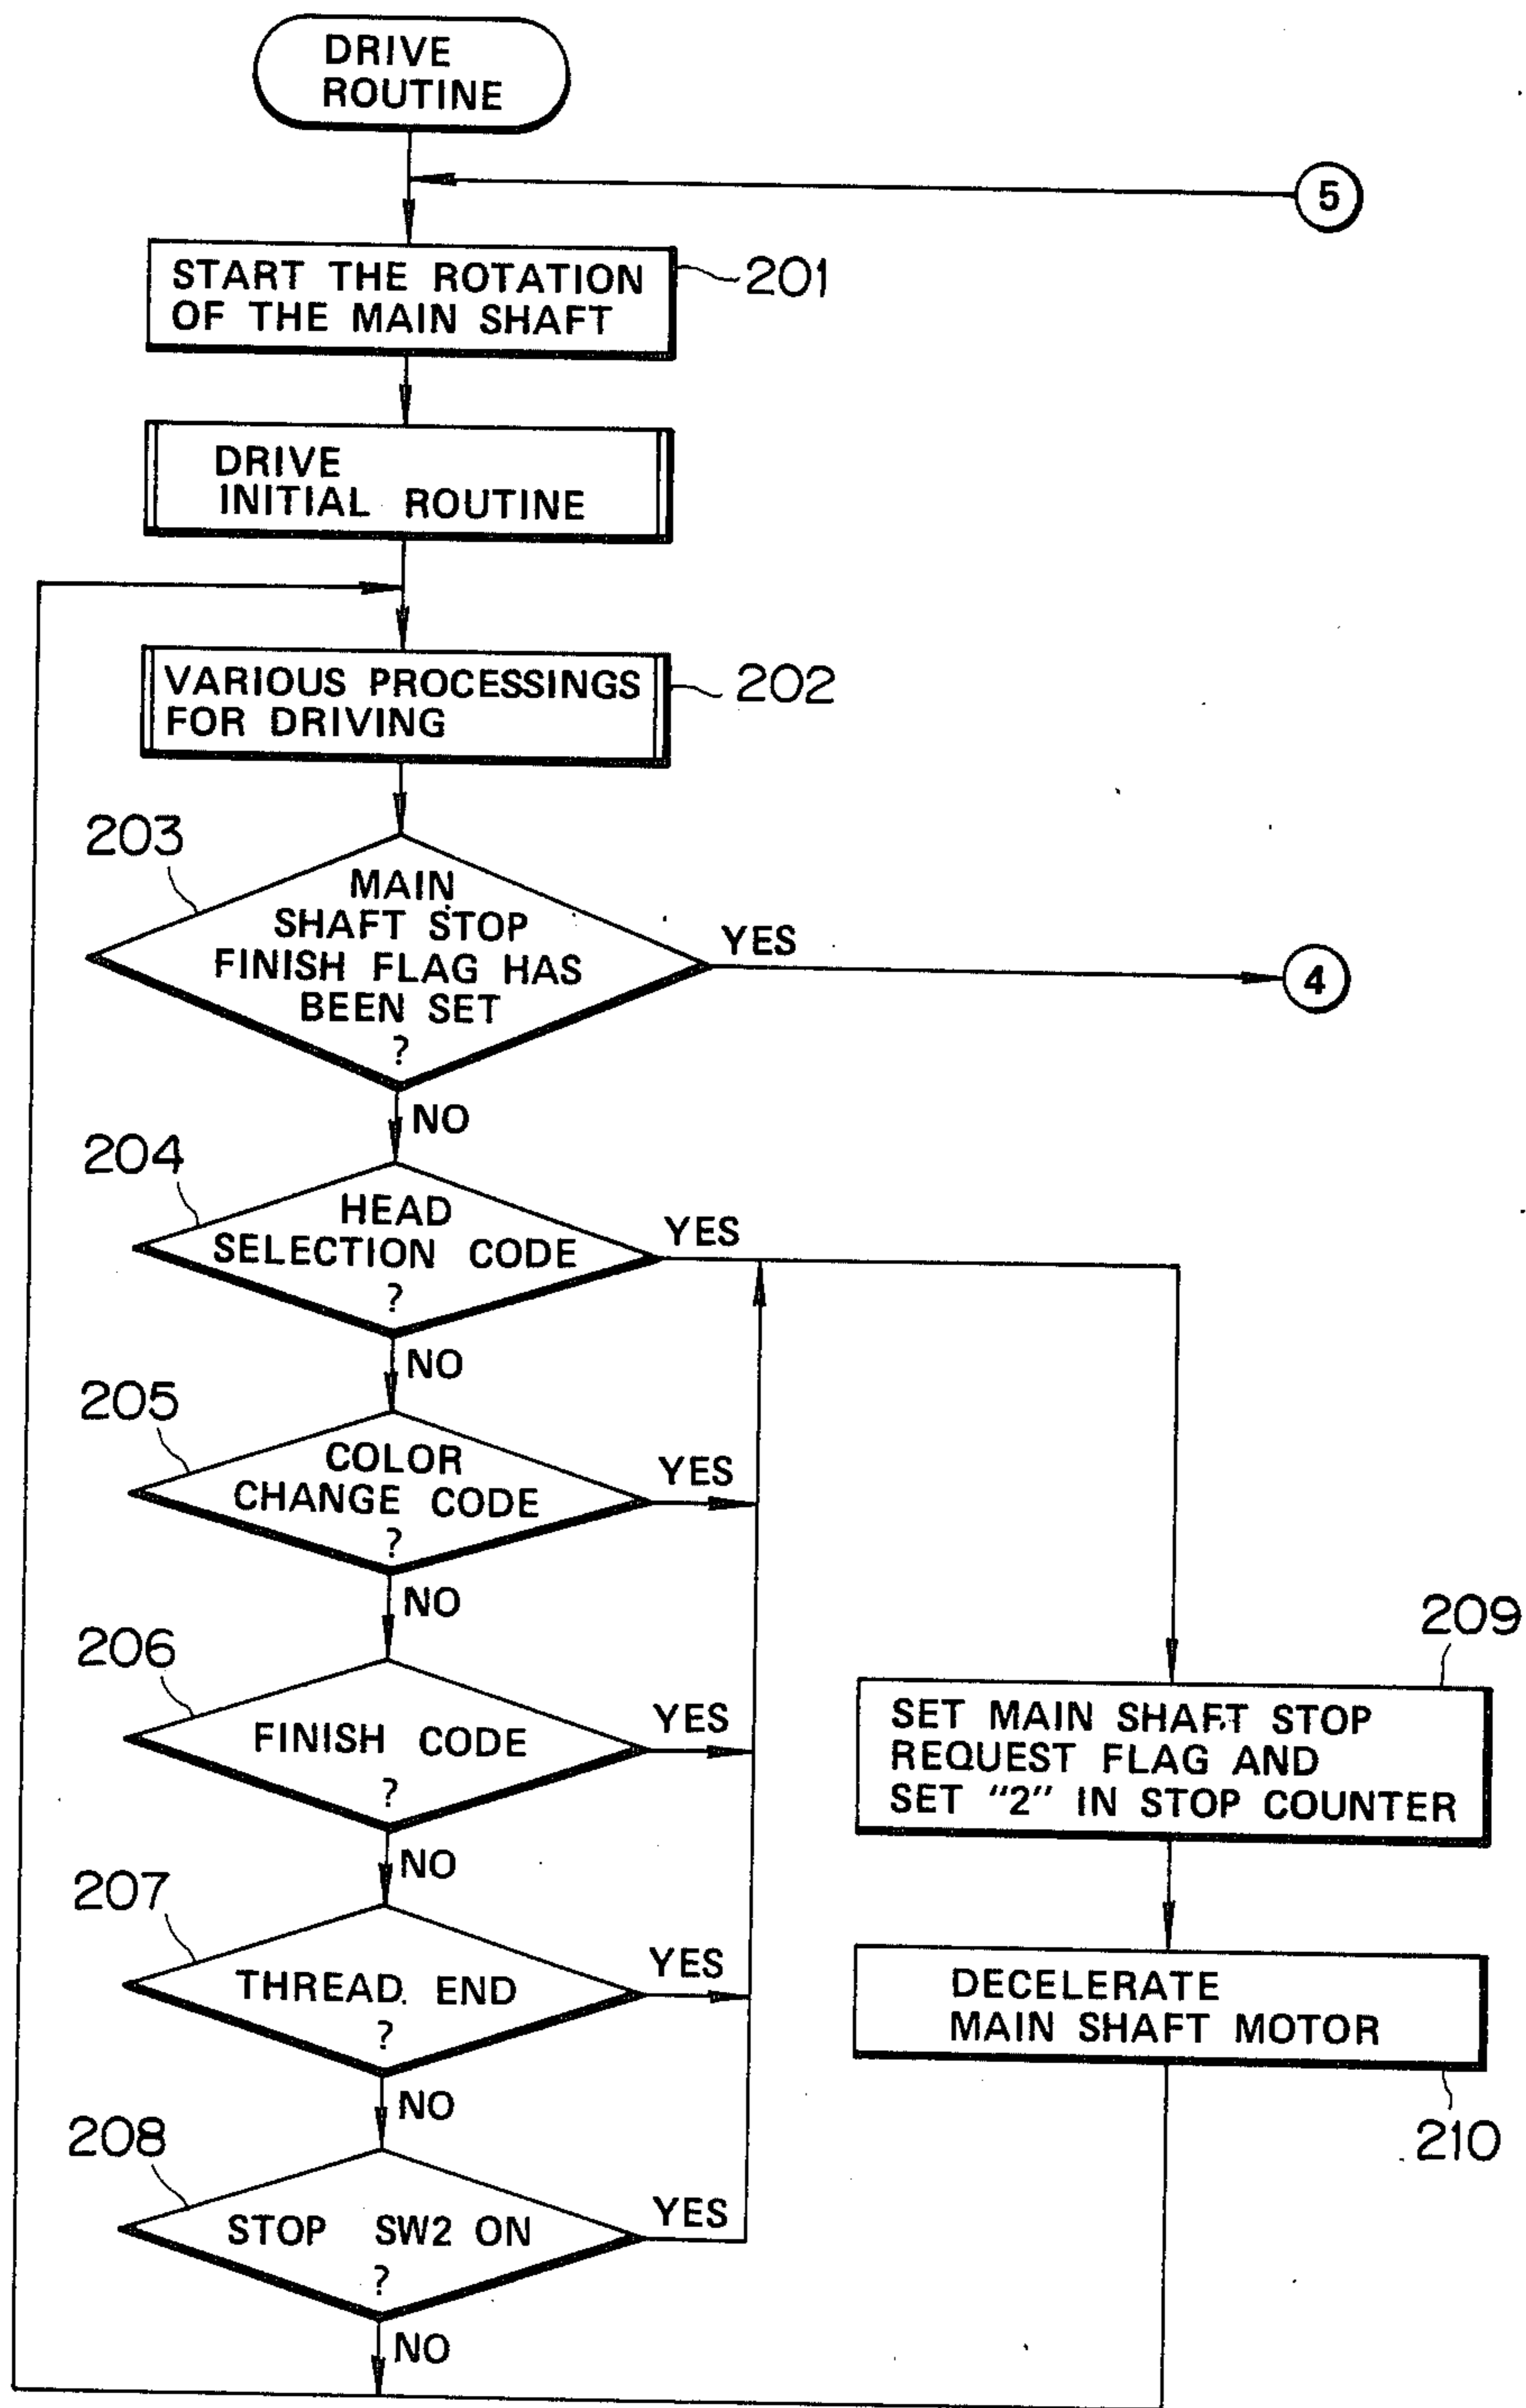 DRIVE
ROUTINE
5
START THE ROTATION
OF THE MAIN SHAFT
201
DRIVE
INITIAL ROUTINE
VARIOUS PROCESSINGS
FOR DRIVING
202
203
MAIN
SHAFT STOP
FINISH FLAG HAS
BEEN SET
?
YES
4
NO
204
HEAD
SELECTION CODE
?
YES
NO
205
COLOR
CHANGE CODE
?
YES
NO
206
FINISH CODE
?
YES
NO
207
THREAD END
?
YES
NO
208
STOP SW2 ON
?
YES
NO
209
SET MAIN SHAFT STOP
REQUEST FLAG AND
SET "2" IN STOP COUNTER
DECELERATE
MAIN SHAFT MOTOR
210